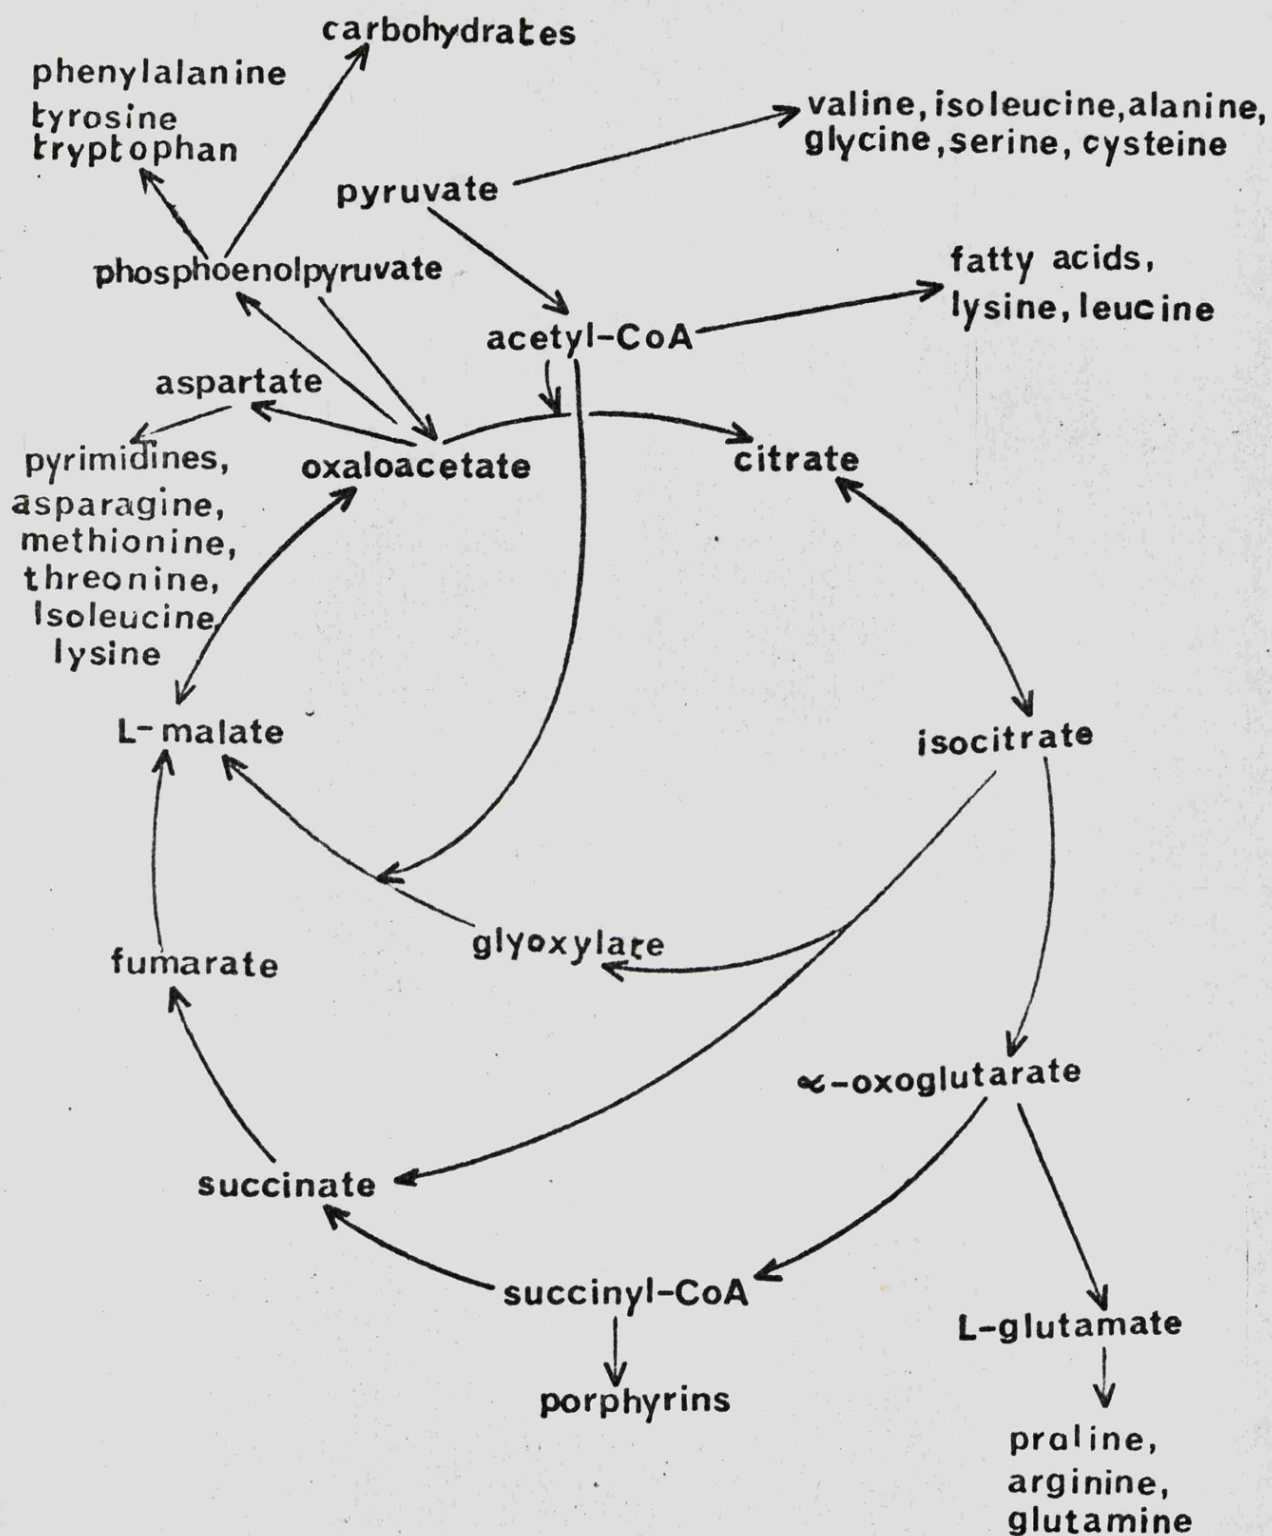 carbohydrates
phenylalanine
tyrosine
tryptophan
valine, isoleucine, alanine,
glycine, serine, cysteine
pyruvate
phosphoenolpyruvate
fatty acids,
lysine, leucine
acetyl-CoA
aspartate
pyrimidines,
asparagine,
methionine,
threonine,
Isoleucine,
lysine
oxaloacetate
citrate
L-malate
isocitrate
glyoxylate
fumarate
∝-oxoglutarate
succinate
succinyl-CoA
L-glutamate
porphyrins
proline,
arginine,
glutamine